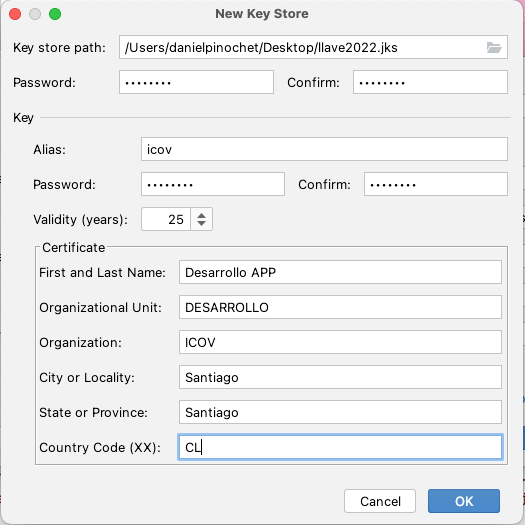 New Key Store
Key store path: /Users/danielpinochet/Desktop/llave2022.jks
Password: •••••••• Confirm: ••••••••
Key
Alias: icov
Password: •••••••• Confirm: ••••••••
Validity (years): 25
Certificate
First and Last Name: Desarrollo APP
Organizational Unit: DESARROLLO
Organization: ICOV
City or Locality: Santiago
State or Province: Santiago
Country Code (XX): CL
Cancel OK